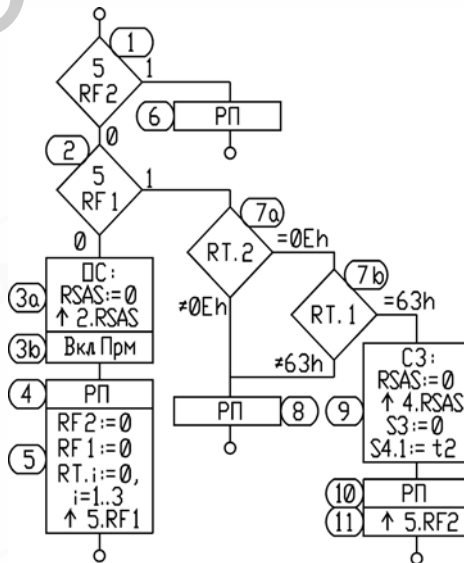 1
5
RF2
1
0
6
РП
2
5
RF1
1
0
7a
RT.2
=0Eh
≠0Eh
7b
RT.1
=63h
≠63h
3a
ОС:
RSAS:=0
↑ 2.RSAS
3b
Вкл Прм
4
РП
5
RF2:=0
RF1:=0
RT.i:=0,
i=1..3
↑ 5.RF1
РП
8
9
С3:
RSAS:=0
↑ 4.RSAS
S3:=0
S4.1:=t2
10
РП
11
↑ 5.RF2